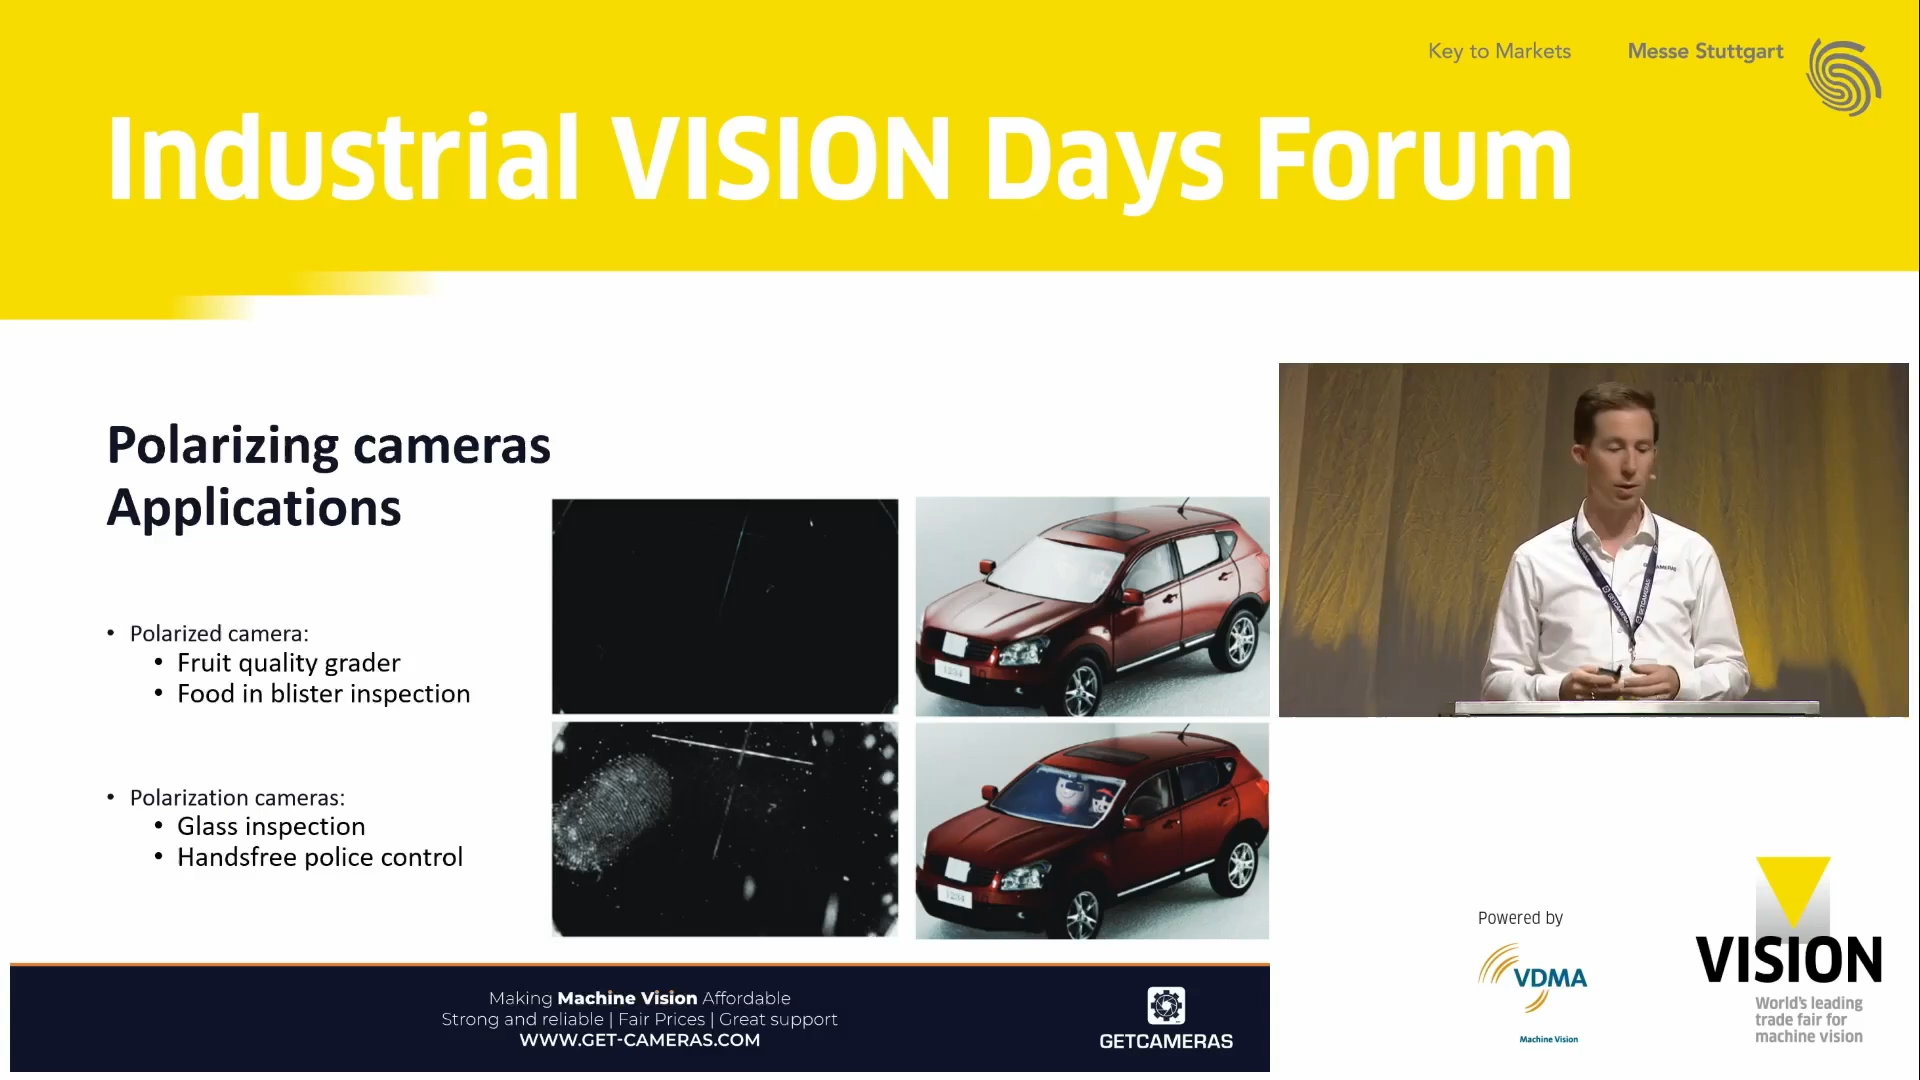 Key to Markets
Messe Stuttgart
Industrial VISION Days Forum
Polarizing cameras
Applications
• Polarized camera:
• Fruit quality grader
• Food in blister inspection
• Polarization cameras:
• Glass inspection
• Handsfree police control
Making Machine Vision Affordable
Strong and reliable | Fair Prices | Great support
WWW.GET-CAMERAS.COM
GETCAMERAS
Powered by
VDMA
Machine Vision
VISION
World's leading
trade fair for
machine vision